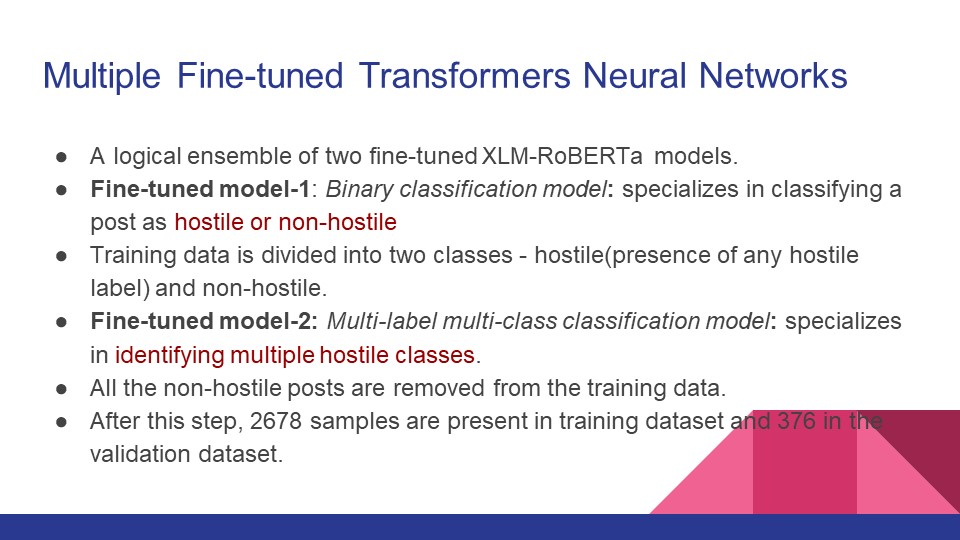 Multiple Fine-tuned Transformers Neural Networks
● A logical ensemble of two fine-tuned XLM-RoBERTa models.
● Fine-tuned model-1: Binary classification model: specializes in classifying a
post as hostile or non-hostile
● Training data is divided into two classes - hostile(presence of any hostile
label) and non-hostile.
● Fine-tuned model-2: Multi-label multi-class classification model: specializes
in identifying multiple hostile classes.
● All the non-hostile posts are removed from the training data.
● After this step, 2678 samples are present in training dataset and 376 in the
validation dataset.